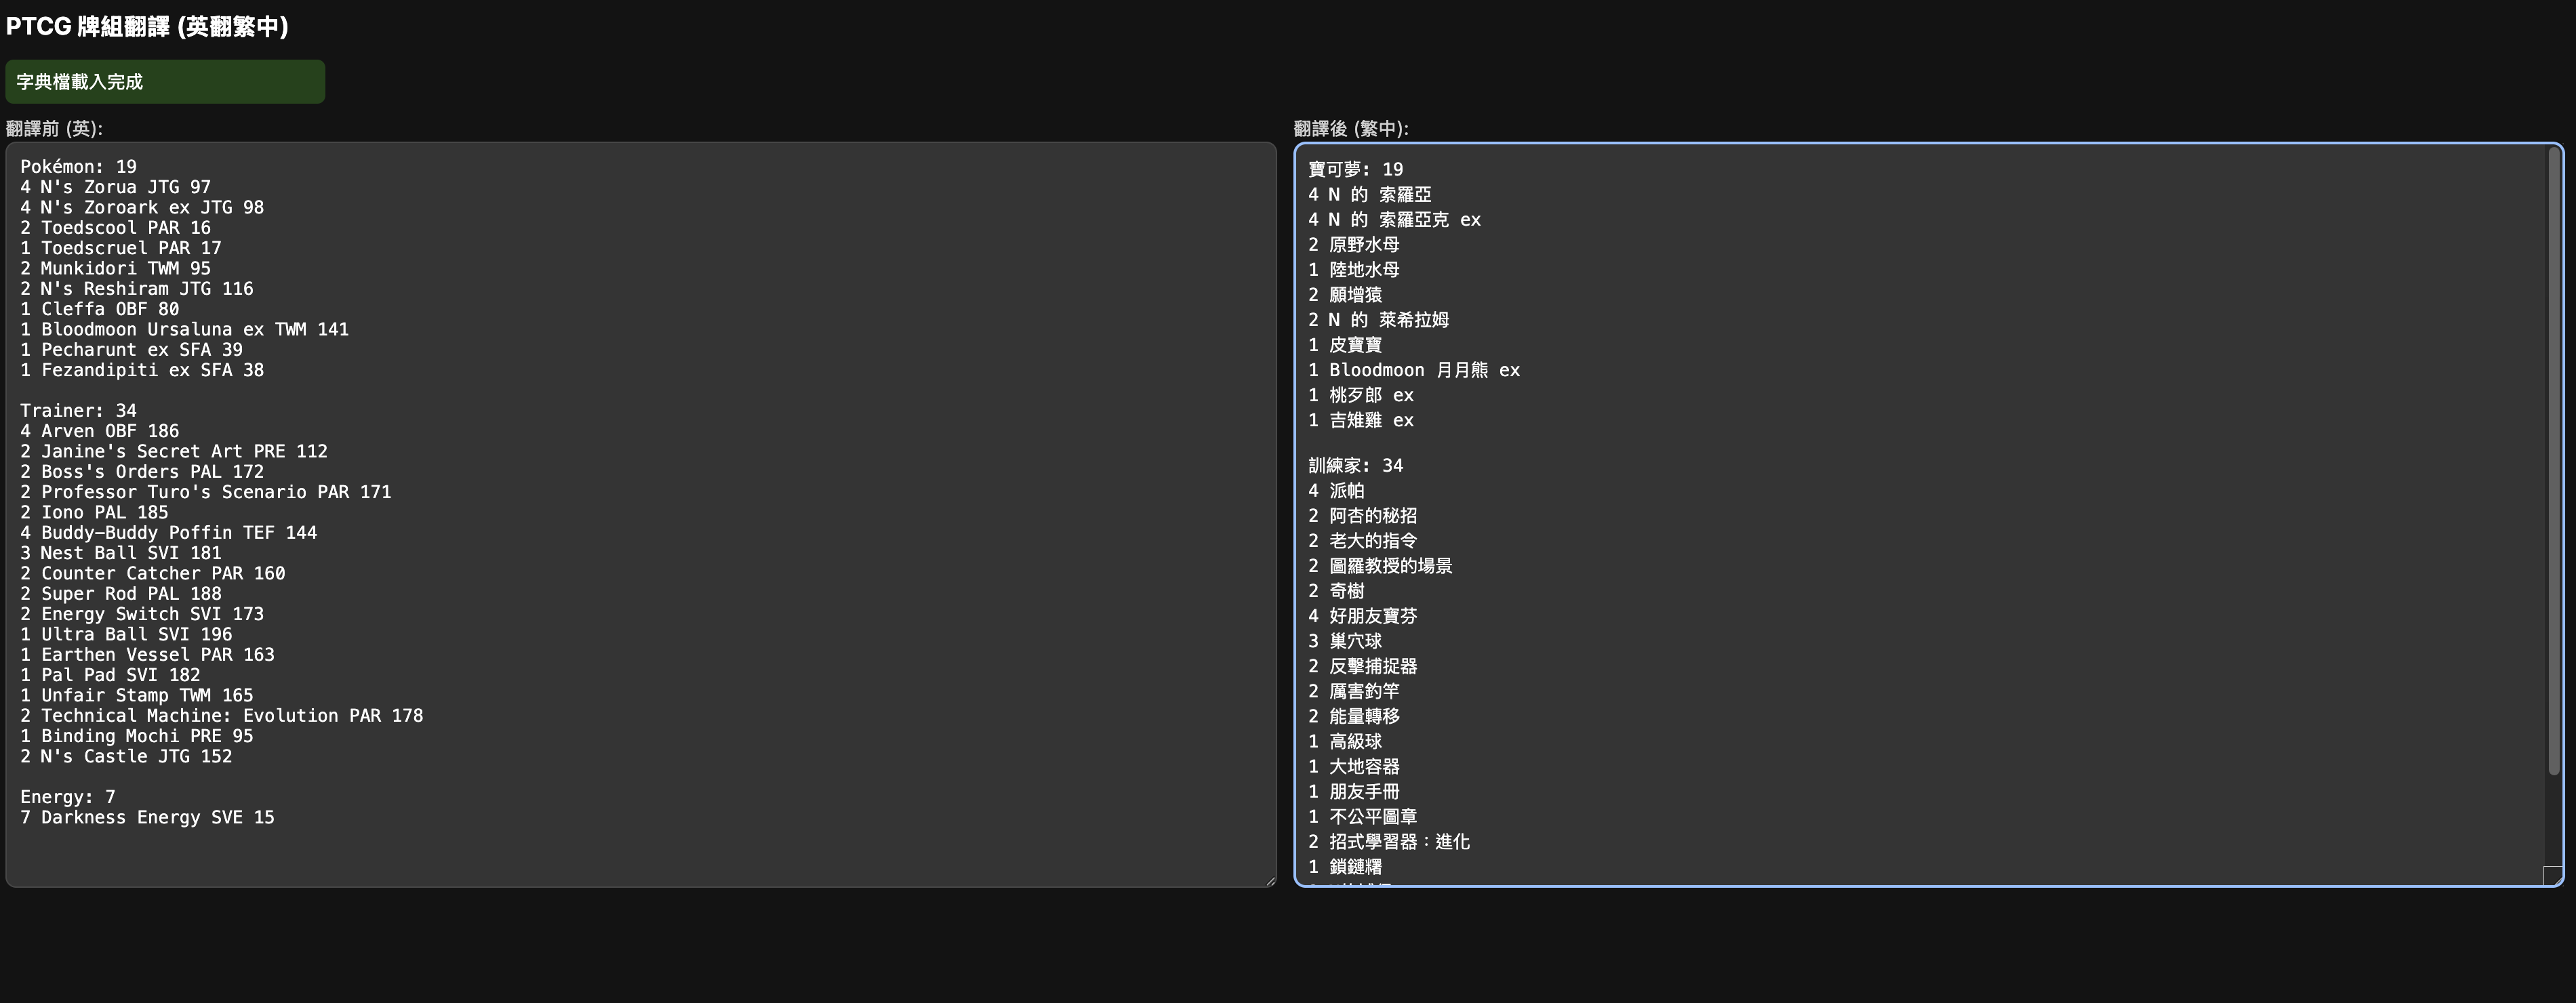 PTCG 牌組翻譯 (英翻繁中)
字典檔載入完成
翻譯前 (英):
Pokémon: 19
4 N's Zorua JTG 97
4 N's Zoroark ex JTG 98
2 Toedscool PAR 16
1 Toedscruel PAR 17
2 Munkidori TWM 95
2 N's Reshiram JTG 116
1 Cleffa OBF 80
1 Bloodmoon Ursaluna ex TWM 141
1 Pecharunt ex SFA 39
1 Fezandipiti ex SFA 38
Trainer: 34
4 Arven OBF 186
2 Janine's Secret Art PRE 112
2 Boss's Orders PAL 172
2 Professor Turo's Scenario PAR 171
2 Iono PAL 185
4 Buddy-Buddy Poffin TEF 144
3 Nest Ball SVI 181
2 Counter Catcher PAR 160
2 Super Rod PAL 188
2 Energy Switch SVI 173
1 Ultra Ball SVI 196
1 Earthen Vessel PAR 163
1 Pal Pad SVI 182
1 Unfair Stamp TWM 165
2 Technical Machine: Evolution PAR 178
1 Binding Mochi PRE 95
2 N's Castle JTG 152
Energy: 7
7 Darkness Energy SVE 15
翻譯後 (繁中):
寶可夢: 19
4 N 的 索羅亞
4 N 的 索羅亞克 ex
2 原野水母
1 陸地水母
2 願增猿
2 N 的 萊希拉姆
1 皮寶寶
1 Bloodmoon 月月熊 ex
1 桃歹郎 ex
1 吉雉雞 ex
訓練家: 34
4 派帕
2 阿杏的秘招
2 老大的指令
2 圖羅教授的場景
2 奇樹
4 好朋友寶芬
3 巢穴球
2 反擊捕捉器
2 厲害釣竿
2 能量轉移
1 高級球
1 大地容器
1 朋友手冊
1 不公平圖章
2 招式學習器：進化
1 鎖鏈糬